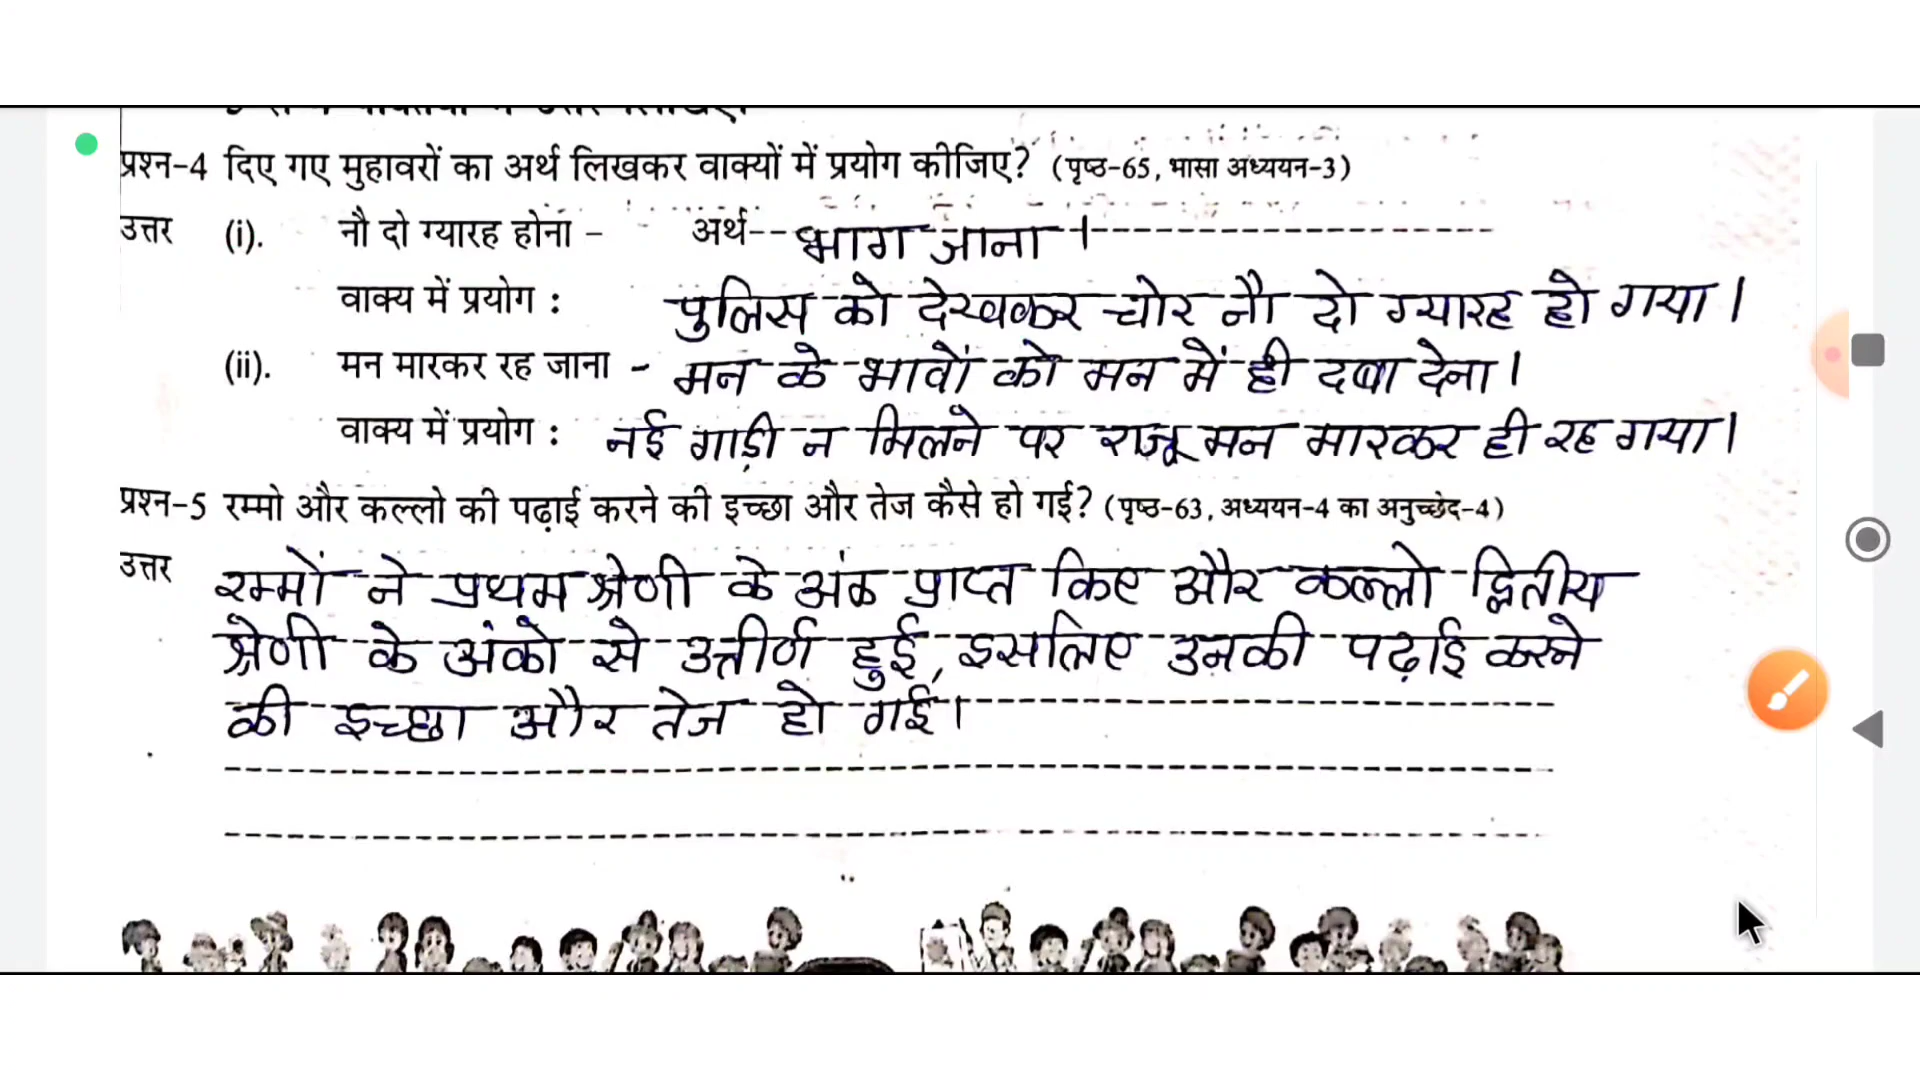 प्रश्न-4 दिए गए मुहावरों का अर्थ लिखकर वाक्यों में प्रयोग कीजिए? (पृष्ठ-65, भासा अध्ययन-3)
उत्तर (i). नौ दो ग्यारह होना - अर्थ-- भाग जाना ।
वाक्य में प्रयोग : पुलिस को देखकर चोर नौ दो ग्यारह हो गया ।
(ii). मन मारकर रह जाना - मन के भावों को मन में ही दबा देना ।
वाक्य में प्रयोग : नई गाड़ी न मिलने पर राजू मन मारकर ही रह गया ।
प्रश्न-5 रम्मो और कल्लो की पढ़ाई करने की इच्छा और तेज कैसे हो गई? (पृष्ठ-63, अध्ययन-4 का अनुच्छेद-4)
उत्तर रम्मों ने प्रथम श्रेणी के अंक प्राप्त किए और कल्लो द्वितीय
श्रेणी के अंको से उत्तीर्ण हुई, इसलिए उनकी पढ़ाई करने
की इच्छा और तेज हो गई।